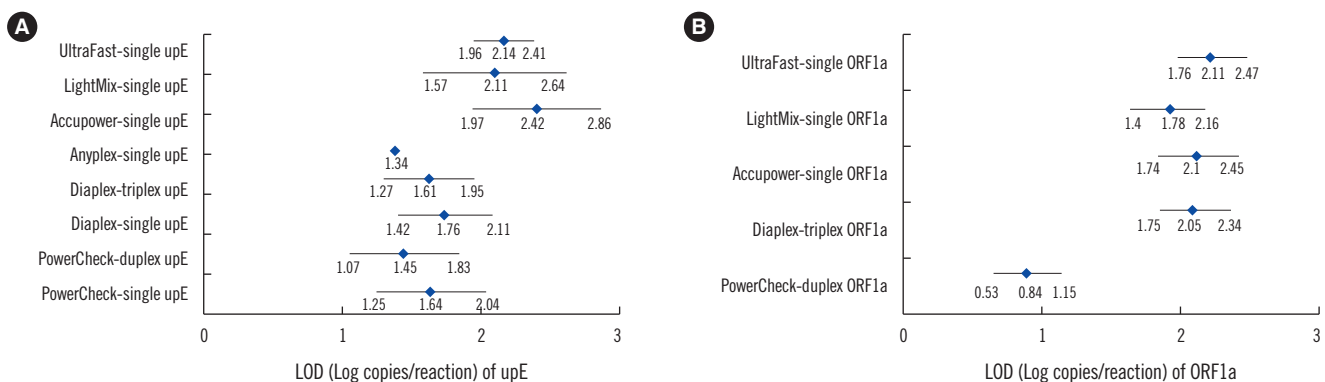 A
UltraFast-single upE
1.96 2.14 2.41
LightMix-single upE
1.57 2.11 2.64
Accupower-single upE
1.97 2.42 2.86
Anyplex-single upE
1.34
Diaplex-triplex upE
1.27 1.61 1.95
Diaplex-single upE
1.42 1.76 2.11
PowerCheck-duplex upE
1.07 1.45 1.83
PowerCheck-single upE
1.25 1.64 2.04
0 1 2 3
LOD (Log copies/reaction) of upE
B
UltraFast-single ORF1a
1.76 2.11 2.47
LightMix-single ORF1a
1.4 1.78 2.16
Accupower-single ORF1a
1.74 2.1 2.45
Diaplex-triplex ORF1a
1.75 2.05 2.34
PowerCheck-duplex ORF1a
0.53 0.84 1.15
0 1 2 3
LOD (Log copies/reaction) of ORF1a